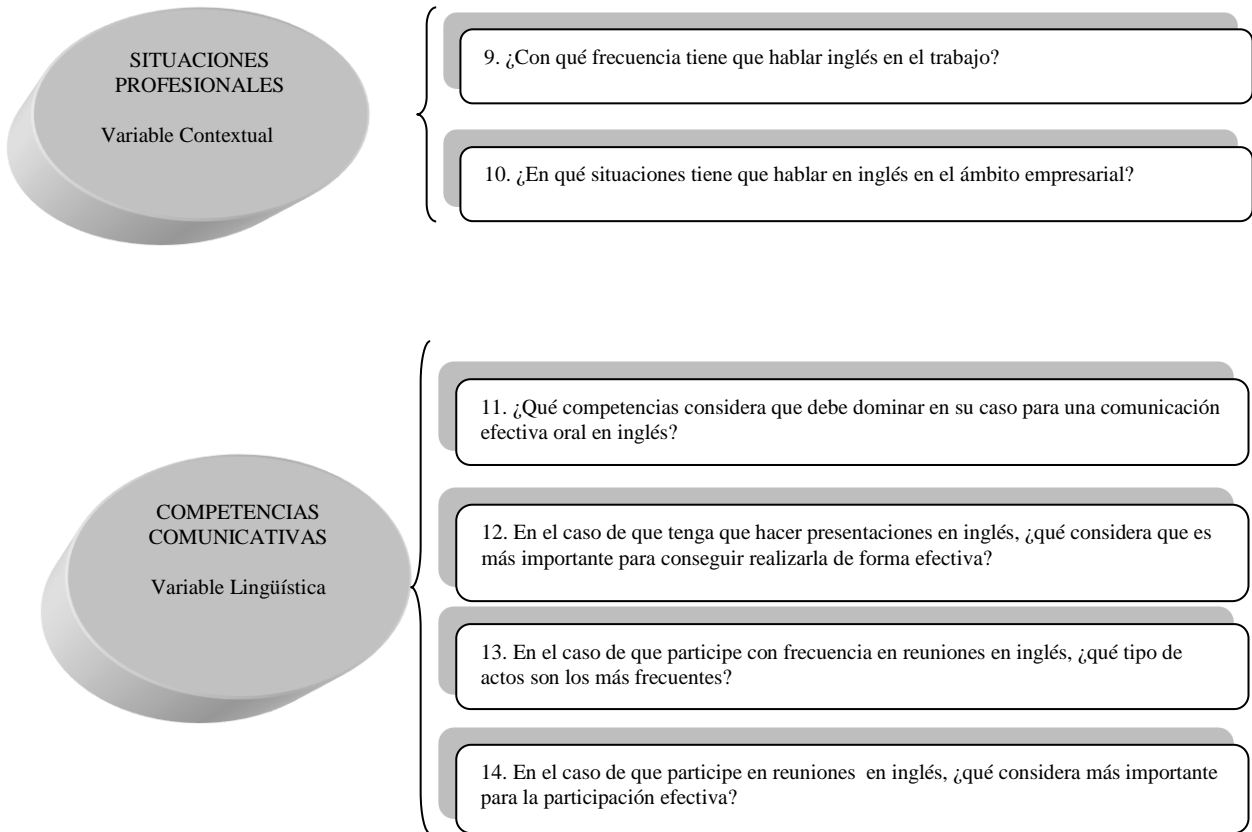 SITUACIONES
PROFESIONALES
Variable Contextual
9. ¿Con qué frecuencia tiene que hablar inglés en el trabajo?
10. ¿En qué situaciones tiene que hablar en inglés en el ámbito empresarial?
COMPETENCIAS
COMUNICATIVAS
Variable Lingüística
11. ¿Qué competencias considera que debe dominar en su caso para una comunicación
efectiva oral en inglés?
12. En el caso de que tenga que hacer presentaciones en inglés, ¿qué considera que es
más importante para conseguir realizarla de forma efectiva?
13. En el caso de que participe con frecuencia en reuniones en inglés, ¿qué tipo de
actos son los más frecuentes?
14. En el caso de que participe en reuniones en inglés, ¿qué considera más importante
para la participación efectiva?